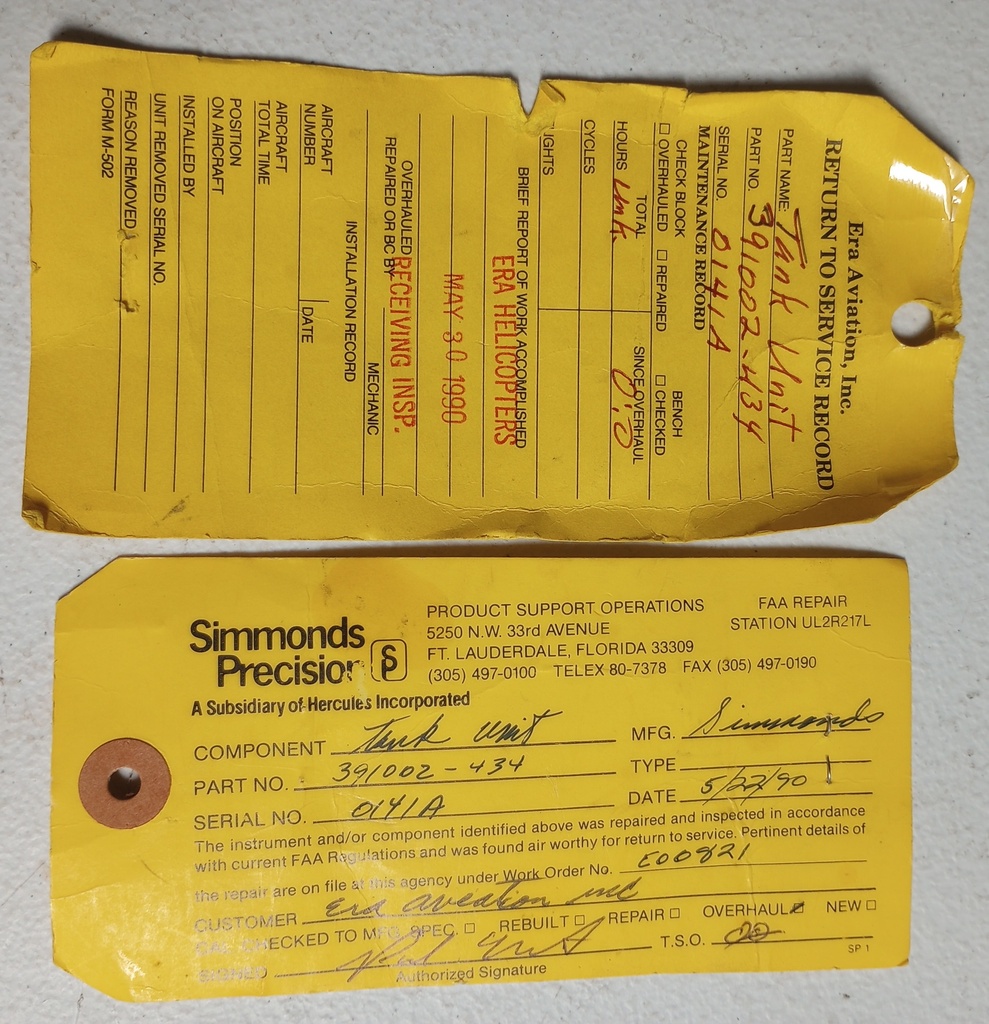 Era Aviation, Inc.
RETURN TO SERVICE RECORD
PART NAME: Tank Unit
PART NO. 391002-434
SERIAL NO. 0141A
MAINTENANCE RECORD
CHECK BLOCK BENCH
☐ OVERHAULED ☐ REPAIRED ☐ CHECKED
TOTAL SINCE OVERHAUL
HOURS Unk. 0.0
CYCLES
IGHTS
BRIEF REPORT OF WORK ACCOMPLISHED
ERA HELICOPTERS
MAY 30 1990
RECEIVING INSP.
OVERHAULED
REPAIRED OR BC BY
MECHANIC
INSTALLATION RECORD
AIRCRAFT
NUMBER DATE
AIRCRAFT
TOTAL TIME
POSITION
ON AIRCRAFT
INSTALLED BY
UNIT REMOVED SERIAL NO.
REASON REMOVED
FORM M-502
Simmonds
Precision
A Subsidiary of Hercules Incorporated
PRODUCT SUPPORT OPERATIONS
5250 N.W. 33rd AVENUE
FT. LAUDERDALE, FLORIDA 33309
(305) 497-0100 TELEX 80-7378 FAX (305) 497-0190
FAA REPAIR
STATION UL2R217L
COMPONENT Tank Unit MFG. Simmonds
PART NO. 391002-434 TYPE
SERIAL NO. 0141A DATE 5/22/90
The instrument and/or component identified above was repaired and inspected in accordance
with current FAA Regulations and was found air worthy for return to service. Pertinent details of
the repair are on file at this agency under Work Order No. E00821
CUSTOMER Era Aveation inc
CAL CHECKED TO MFG. SPEC. ☐ REBUILT ☐ REPAIR ☐ OVERHAUL ☑ NEW ☐
SIGNED T.S.O.
Authorized Signature
SP 1